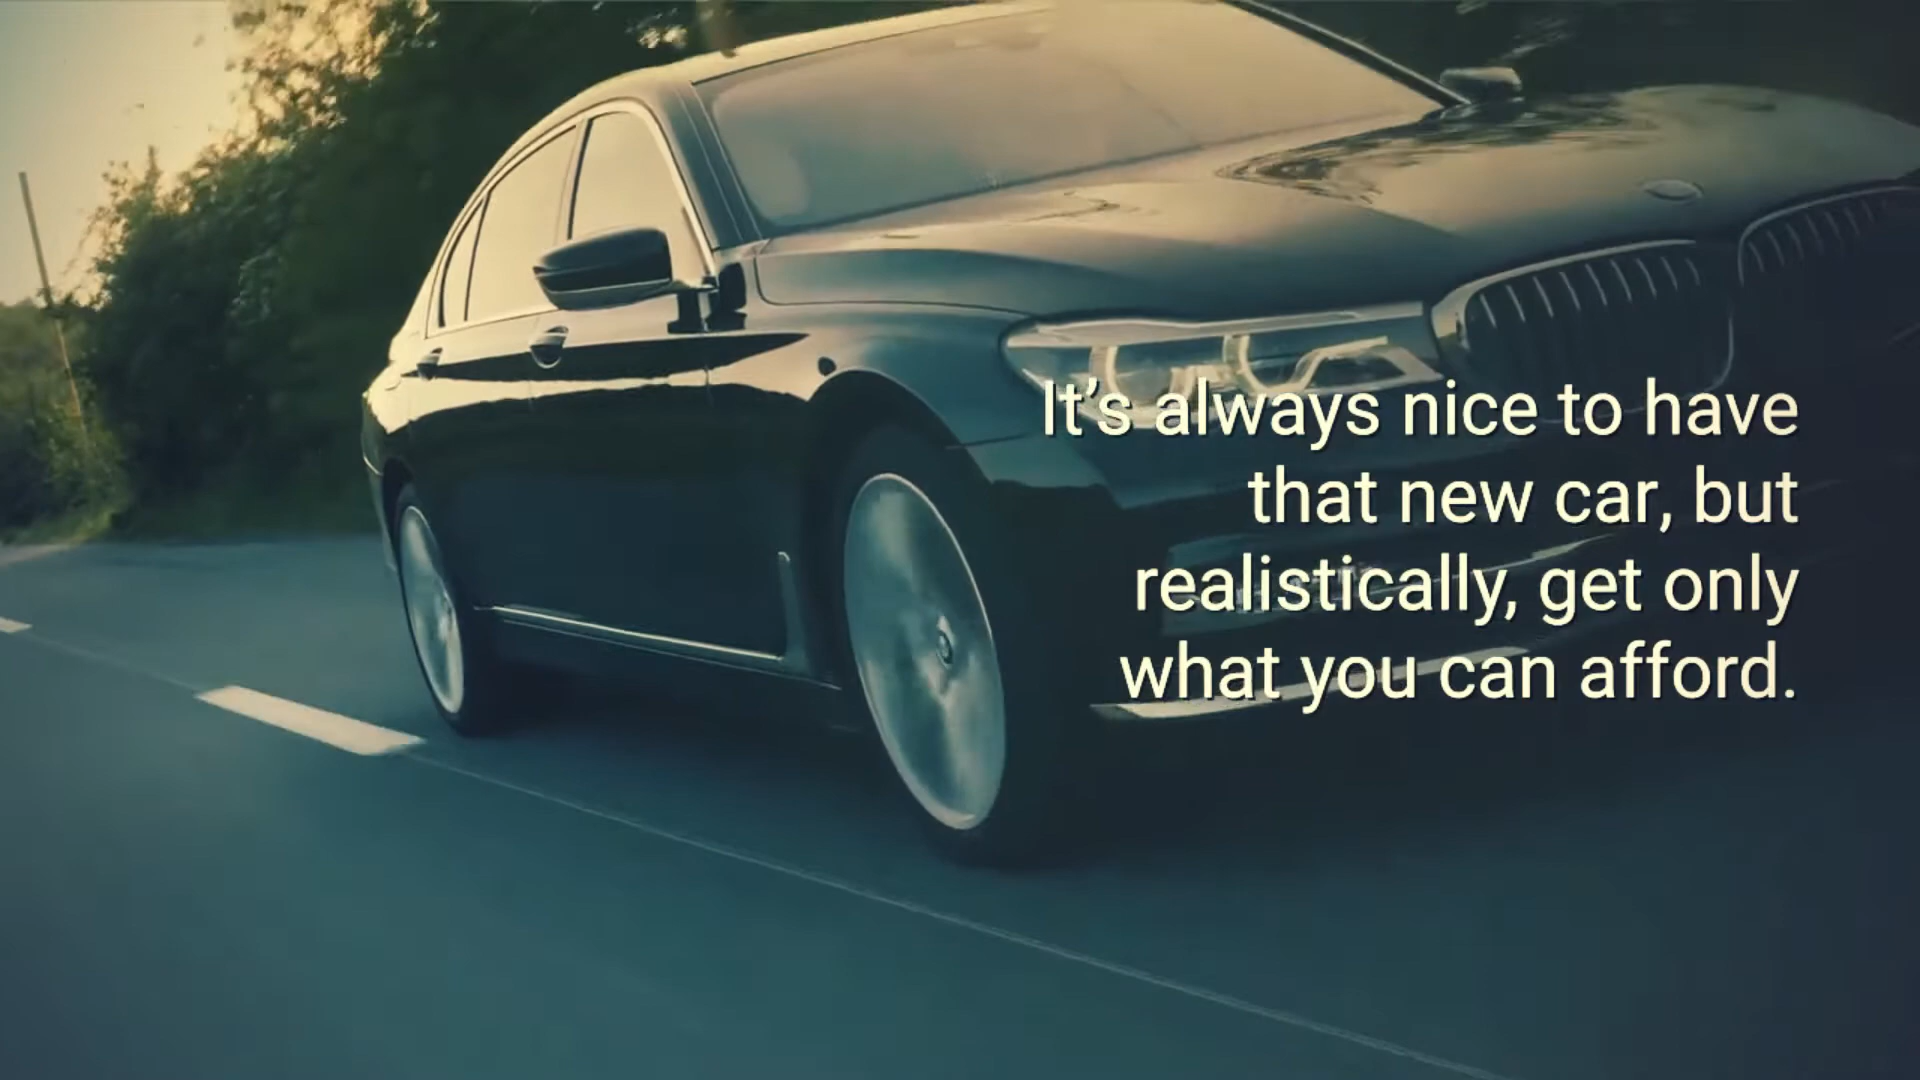 It’s always nice to have
that new car, but
realistically, get only
what you can afford.